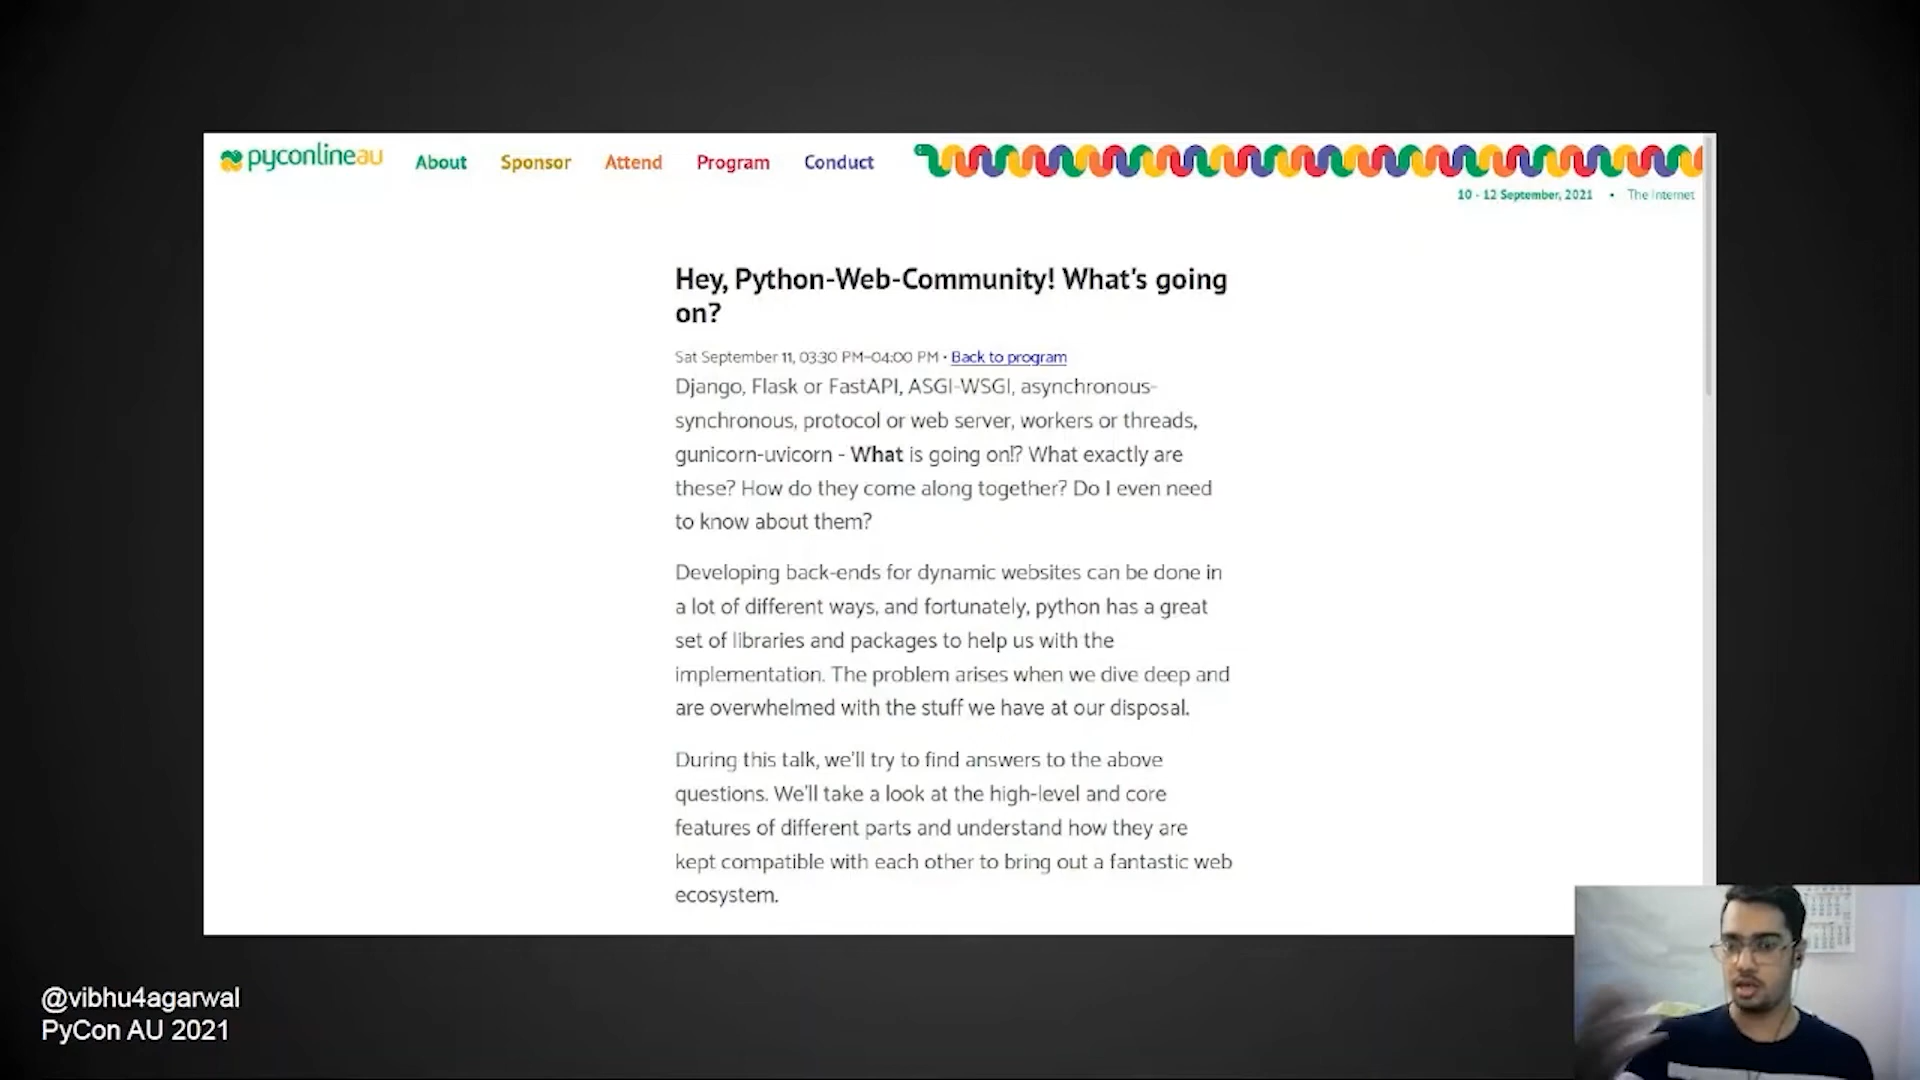 pyconlineau About Sponsor Attend Program Conduct
10 - 12 September, 2021 • The Internet
Hey, Python-Web-Community! What's going
on?
Sat September 11, 03:30 PM–04:00 PM • Back to program
Django, Flask or FastAPI, ASGI-WSGI, asynchronous-
synchronous, protocol or web server, workers or threads,
gunicorn-uvicorn - What is going on!? What exactly are
these? How do they come along together? Do I even need
to know about them?
Developing back-ends for dynamic websites can be done in
a lot of different ways, and fortunately, python has a great
set of libraries and packages to help us with the
implementation. The problem arises when we dive deep and
are overwhelmed with the stuff we have at our disposal.
During this talk, we'll try to find answers to the above
questions. We'll take a look at the high-level and core
features of different parts and understand how they are
kept compatible with each other to bring out a fantastic web
ecosystem.
@vibhu4agarwal
PyCon AU 2021